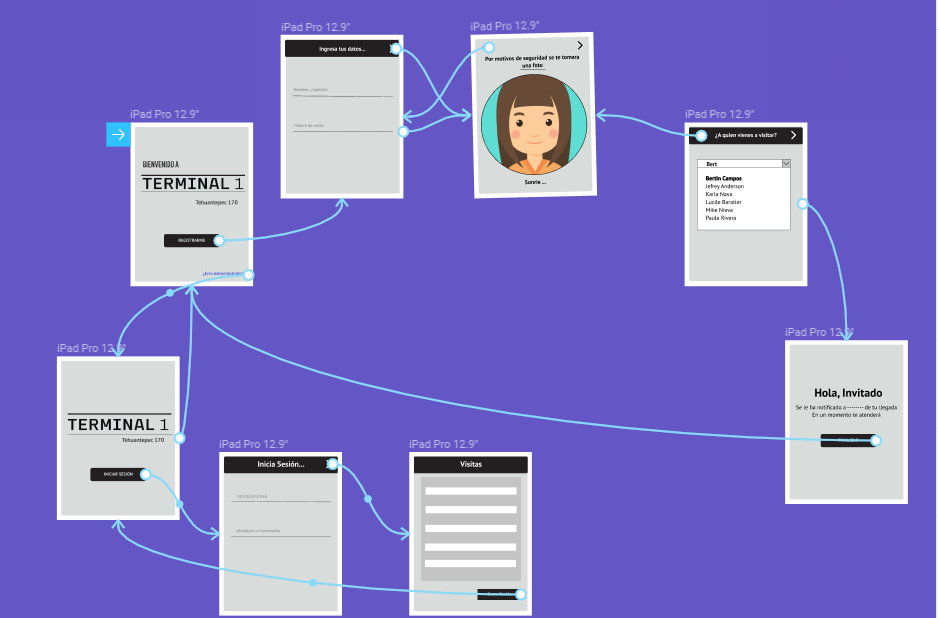 iPad Pro 12.9"
Ingresa tus datos...
Nombre y Apellido
Motivo de visita
iPad Pro 12.9"
Por motivos de seguridad se te tomara
una foto
Sonrie ...
iPad Pro 12.9"
BIENVENIDO A
TERMINAL 1
Tehuantepec 170
REGISTRARME
¿Eres Administrador?
iPad Pro 12.9"
¿A quien vienes a visitar?
Bert
Bertin Campos
Jefrey Anderson
Karla Nava
Lucile Baratier
Mike Nieva
Paula Rivera
iPad Pro 12.9"
Hola, Invitado
Se le ha notificado a -------- de tu llegada
En un momento te atenderá
iPad Pro 12.9"
TERMINAL 1
Tehuantepec 170
INICIAR SESIÓN
iPad Pro 12.9"
Inicia Sesión...
Introduce Correo
Introduce tu Contraseña
iPad Pro 12.9"
Visitas